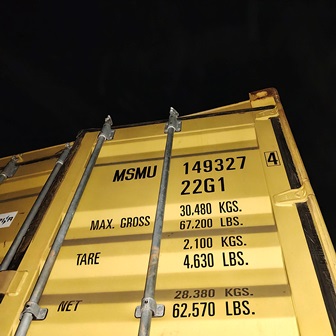 MSMU 149327 4
22G1
MAX. GROSS 30.480 KGS.
67.200 LBS.
TARE 2,100 KGS.
4,630 LBS.
NET 28.380 KGS.
62,570 LBS.